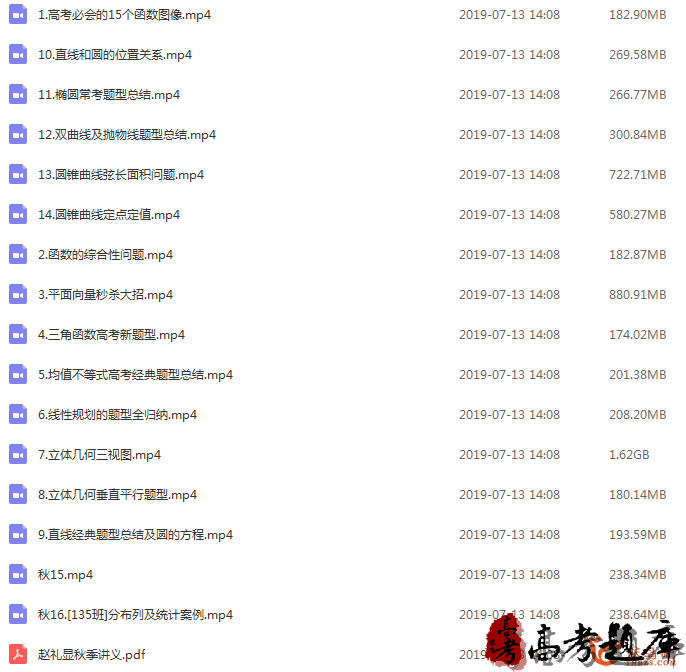 1.高考必会的15个函数图像.mp4 2019-07-13 14:08 182.90MB
10.直线和圆的位置关系.mp4 2019-07-13 14:08 269.58MB
11.椭圆常考题型总结.mp4 2019-07-13 14:08 266.77MB
12.双曲线及抛物线题型总结.mp4 2019-07-13 14:08 300.84MB
13.圆锥曲线弦长面积问题.mp4 2019-07-13 14:08 722.71MB
14.圆锥曲线定点定值.mp4 2019-07-13 14:08 580.27MB
2.函数的综合性问题.mp4 2019-07-13 14:08 182.87MB
3.平面向量秒杀大招.mp4 2019-07-13 14:08 880.91MB
4.三角函数高考新题型.mp4 2019-07-13 14:08 174.02MB
5.均值不等式高考经典题型总结.mp4 2019-07-13 14:08 201.38MB
6.线性规划的题型全归纳.mp4 2019-07-13 14:08 208.20MB
7.立体几何三视图.mp4 2019-07-13 14:08 1.62GB
8.立体几何垂直平行题型.mp4 2019-07-13 14:08 180.14MB
9.直线经典题型总结及圆的方程.mp4 2019-07-13 14:08 193.59MB
秋15.mp4 2019-07-13 14:08 238.34MB
秋16.[135班]分布列及统计案例.mp4 2019-07-13 14:08 238.64MB
赵礼显秋季讲义.pdf
高考 高考题库